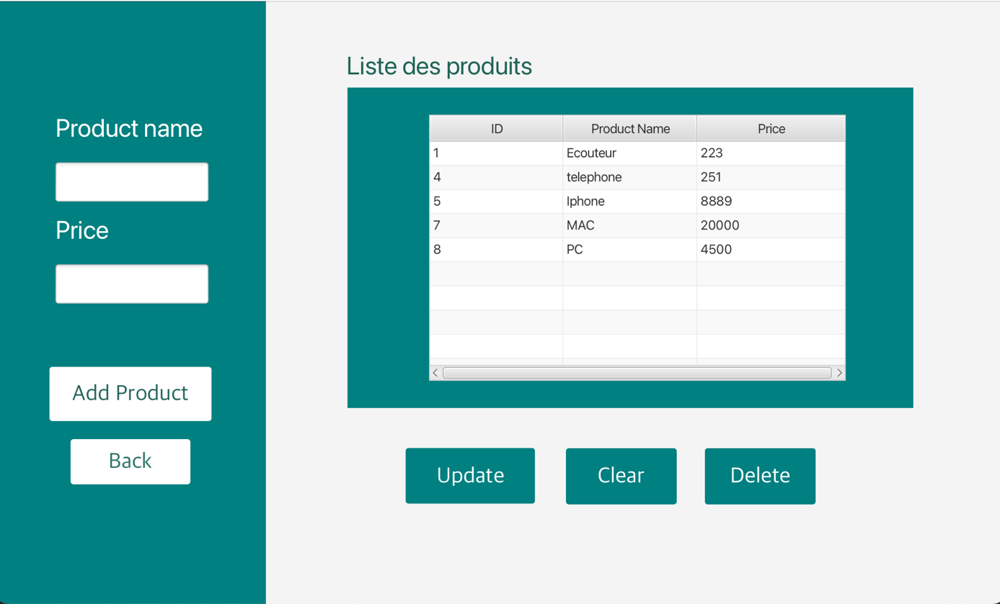 Product name
Price
Add Product
Back
Liste des produits
ID Product Name Price
1 Ecouteur 223
4 telephone 251
5 Iphone 8889
7 MAC 20000
8 PC 4500
Update Clear Delete